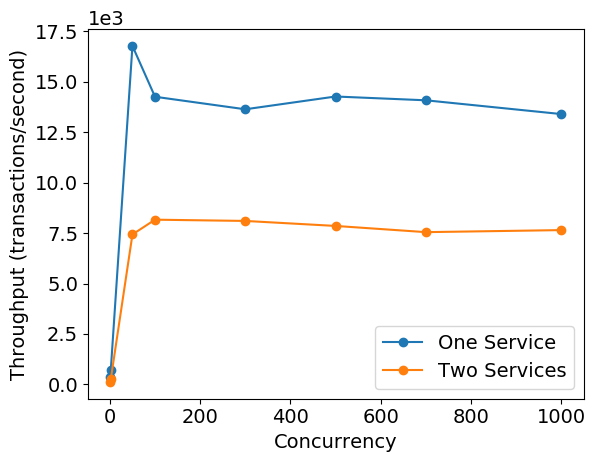 1e3
17.5
15.0
12.5
10.0
7.5
5.0
2.5
0.0
Throughput (transactions/second)
One Service
Two Services
0 200 400 600 800 1000
Concurrency